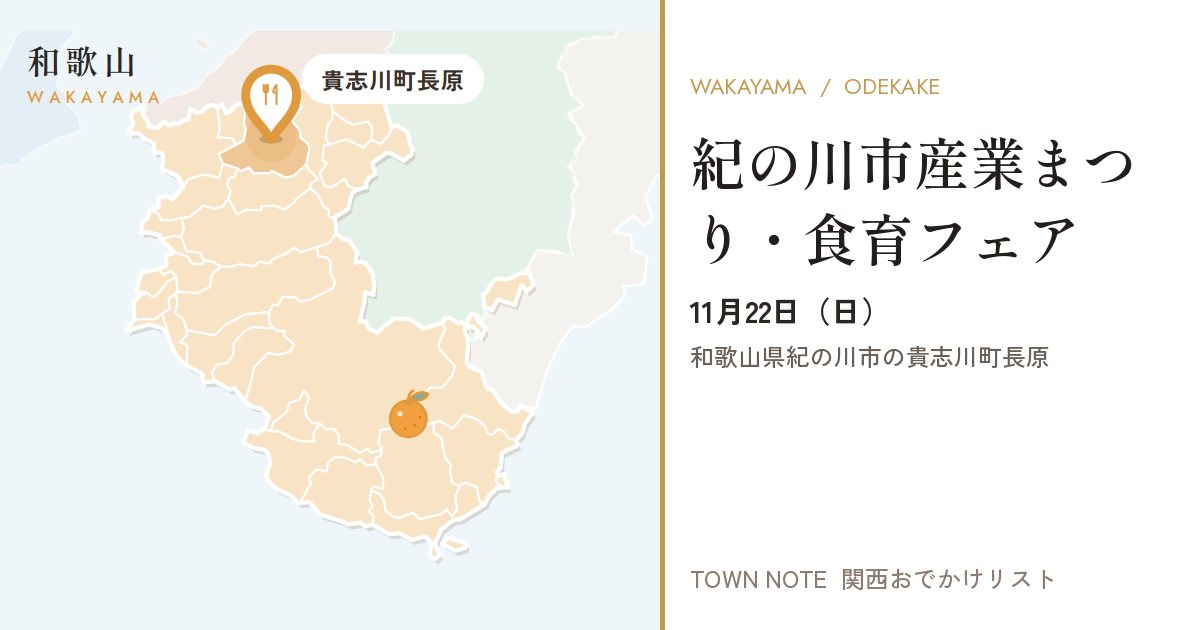 和歌山
WAKAYAMA
貴志川町長原
WAKAYAMA / ODEKAKE
紀の川市産業まつ
り・食育フェア
11月22日（日）
和歌山県紀の川市の貴志川町長原
TOWN NOTE 関西おでかけリスト